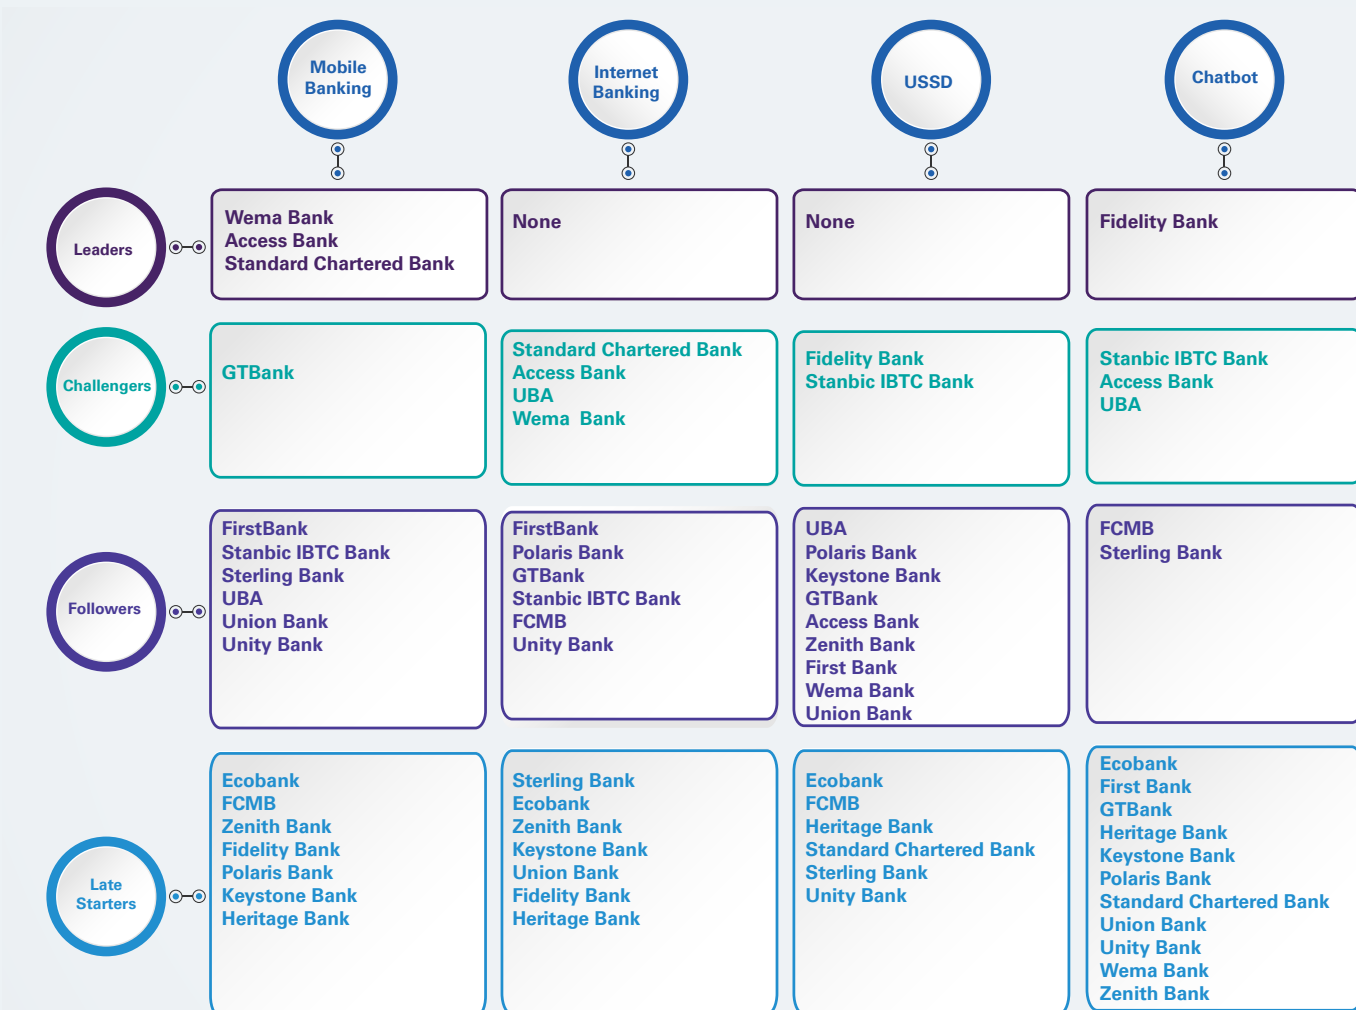 Mobile
Banking
Internet
Banking
USSD
Chatbot
Leaders
Wema Bank
Access Bank
Standard Chartered Bank
None
None
Fidelity Bank
Challengers
GTBank
Standard Chartered Bank
Access Bank
UBA
Wema  Bank
Fidelity Bank
Stanbic IBTC Bank
Stanbic IBTC Bank
Access Bank
UBA
Followers
FirstBank
Stanbic IBTC Bank
Sterling Bank
UBA
Union Bank
Unity Bank
FirstBank
Polaris Bank
GTBank
Stanbic IBTC Bank
FCMB
Unity Bank
UBA
Polaris Bank
Keystone Bank
GTBank
Access Bank
Zenith Bank
First Bank
Wema Bank
Union Bank
FCMB
Sterling Bank
Late
Starters
Ecobank
FCMB
Zenith Bank
Fidelity Bank
Polaris Bank
Keystone Bank
Heritage Bank
Sterling Bank
Ecobank
Zenith Bank
Keystone Bank
Union Bank
Fidelity Bank
Heritage Bank
Ecobank
FCMB
Heritage Bank
Standard Chartered Bank
Sterling Bank
Unity Bank
Ecobank
First Bank
GTBank
Heritage Bank
Keystone Bank
Polaris Bank
Standard Chartered Bank
Union Bank
Unity Bank
Wema Bank
Zenith Bank